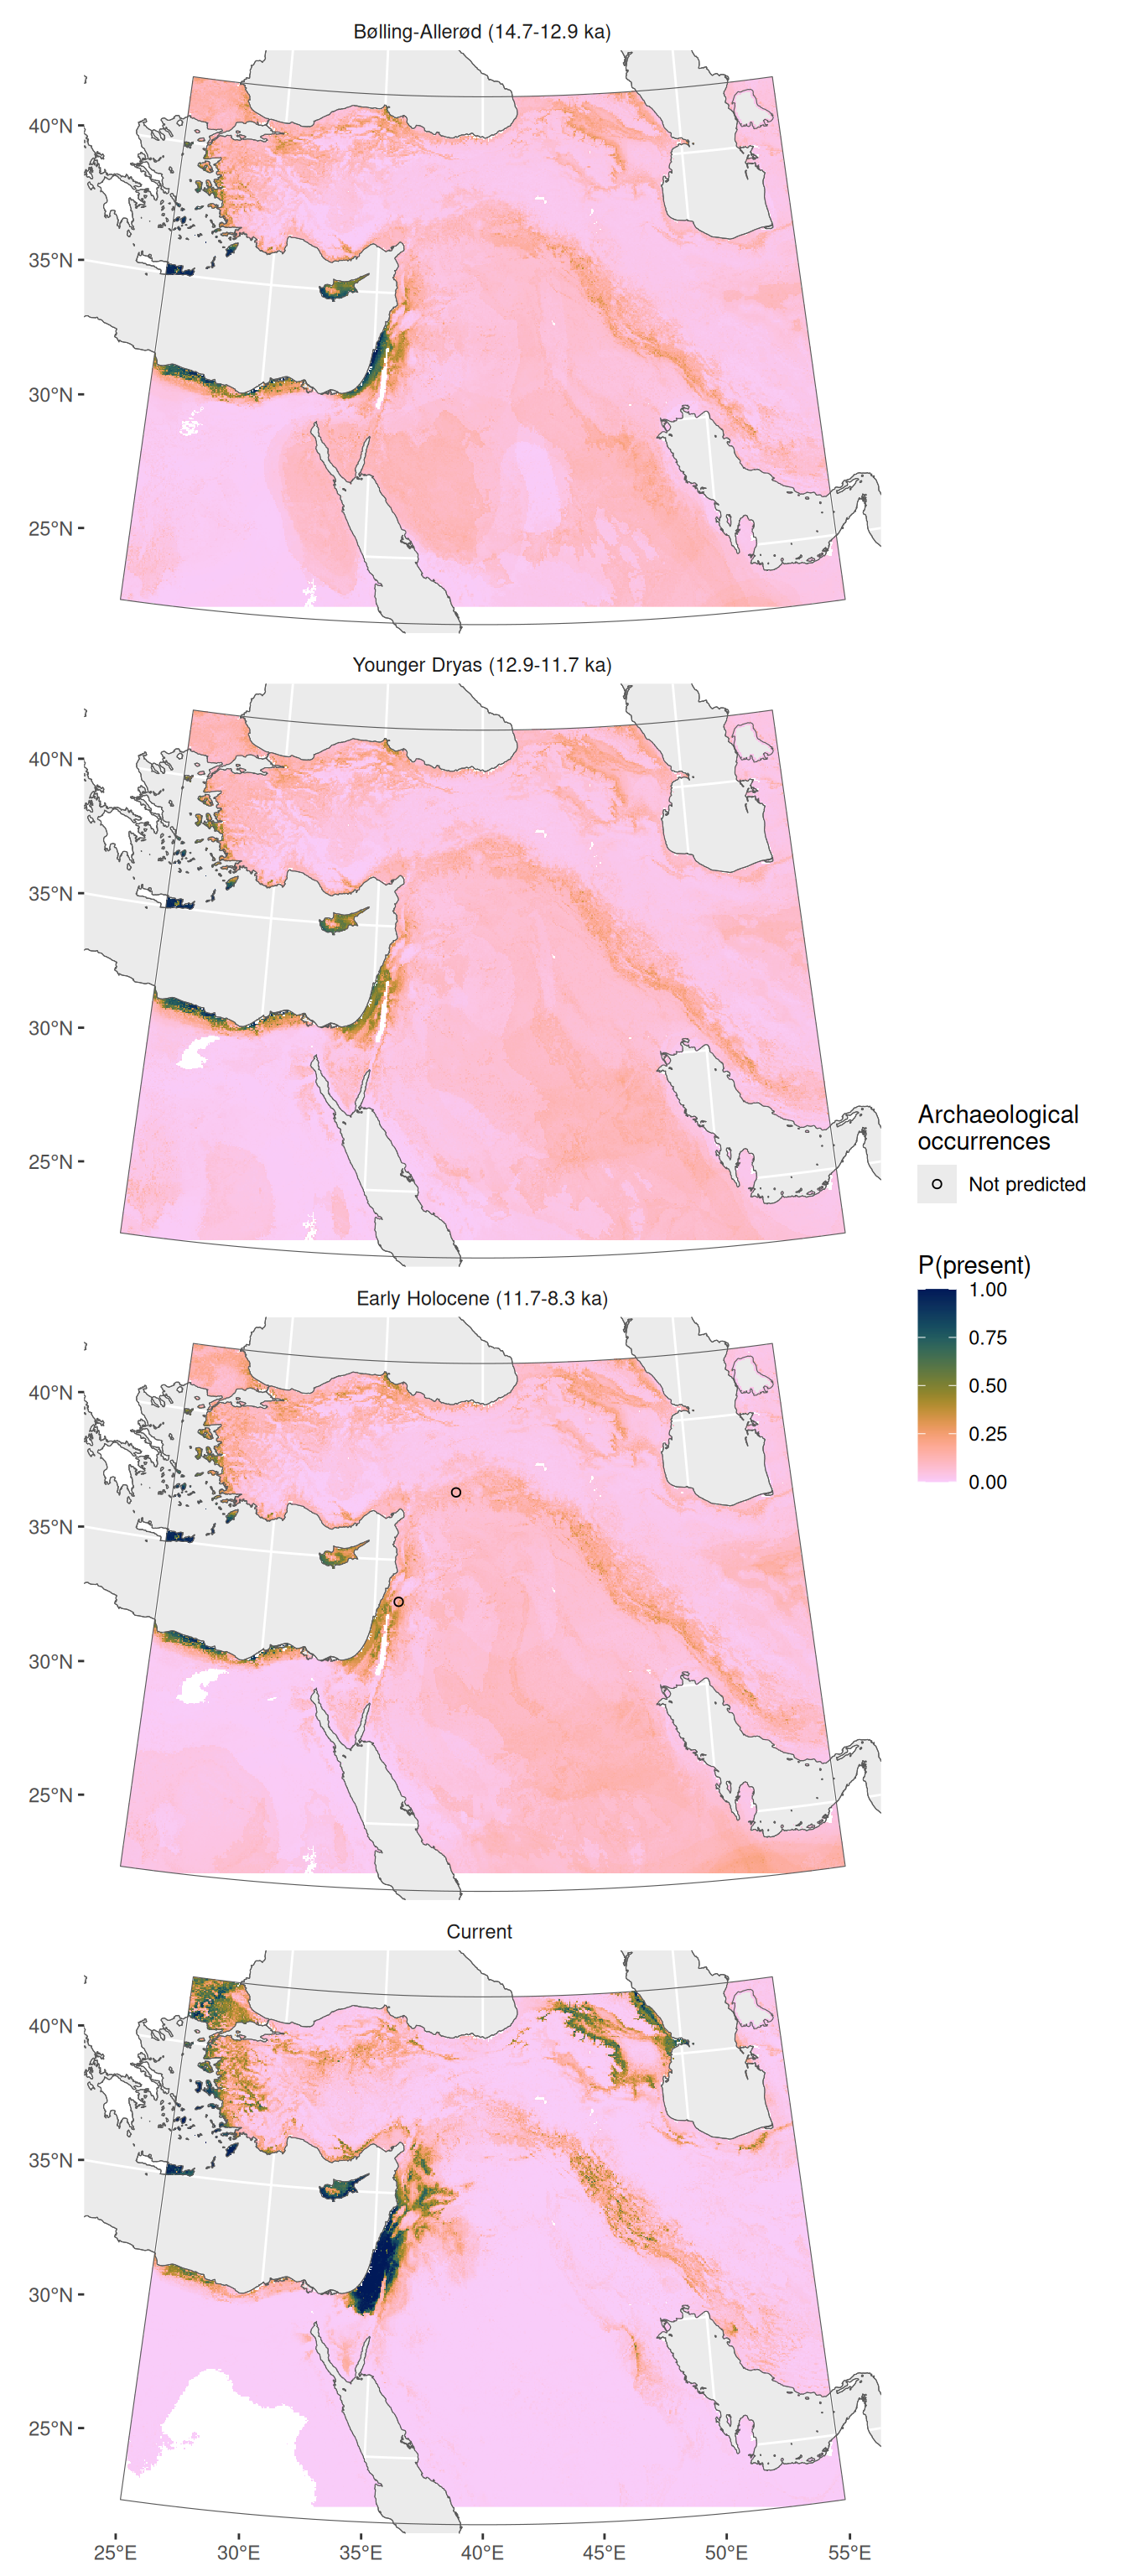 Bølling-Allerød (14.7-12.9 ka)
40°N
35°N
30°N
25°N
Younger Dryas (12.9-11.7 ka)
40°N
35°N
30°N
25°N
Archaeological
occurrences
Not predicted
P(present)
1.00
0.75
0.50
0.25
0.00
Early Holocene (11.7-8.3 ka)
40°N
35°N
30°N
25°N
Current
40°N
35°N
30°N
25°N
25°E 30°E 35°E 40°E 45°E 50°E 55°E